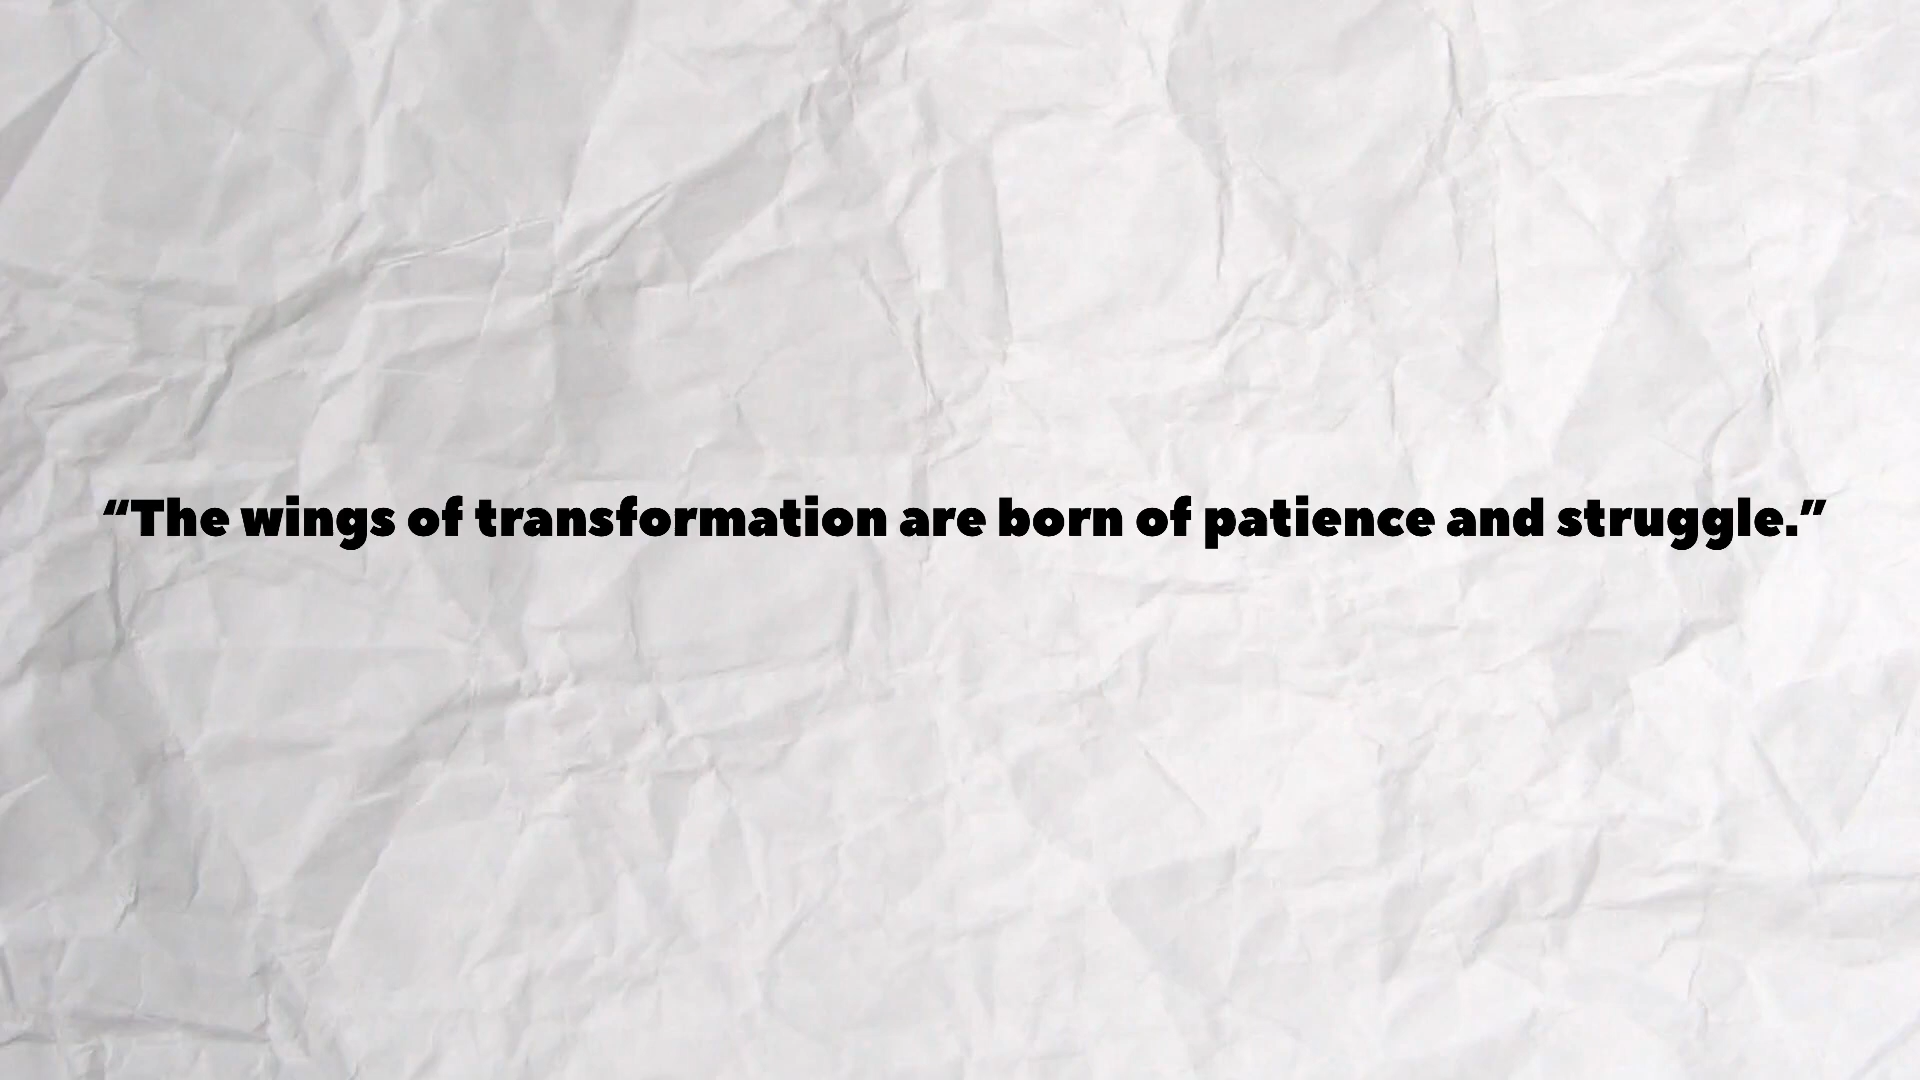 “The wings of transformation are born of patience and struggle.”